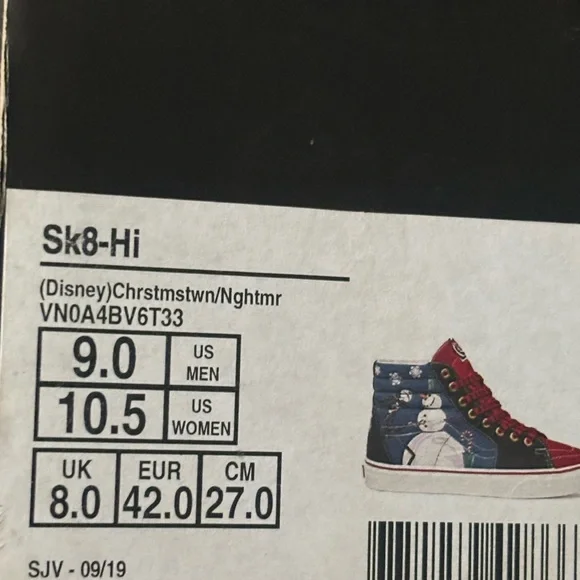 Sk8-Hi
(Disney)Chrstmstwn/Nghtmr
VN0A4BV6T33
9.0 US MEN
10.5 US WOMEN
UK EUR CM
8.0 42.0 27.0
SJV - 09/19